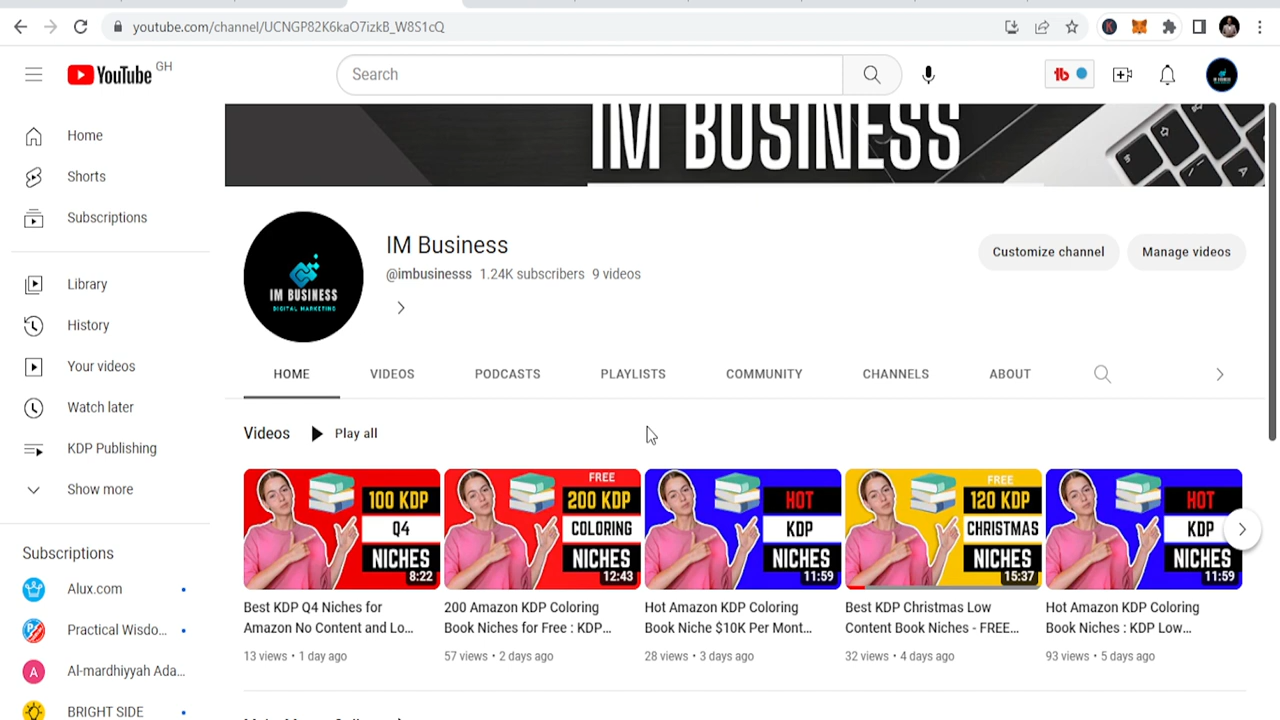 youtube.com/channel/UCNGP82K6kaO7izkB_W8S1cQ
YouTube GH
Search
Home
Shorts
Subscriptions
Library
History
Your videos
Watch later
KDP Publishing
Show more
Subscriptions
Alux.com
Practical Wisdo...
A
Al-mardhiyyah Ada...
BRIGHT SIDE
IM BUSINESS
IM BUSINESS
DIGITAL MARKETING
IM Business
@imbusinesss 1.24K subscribers 9 videos
Customize channel
Manage videos
HOME VIDEOS PODCASTS PLAYLISTS COMMUNITY CHANNELS ABOUT
Videos Play all
100 KDP
Q4
NICHES
8:22
Best KDP Q4 Niches for
Amazon No Content and Lo...
13 views • 1 day ago
FREE
200 KDP
COLORING
NICHES
12:43
200 Amazon KDP Coloring
Book Niches for Free : KDP...
57 views • 2 days ago
HOT
KDP
NICHES
11:59
Hot Amazon KDP Coloring
Book Niche $10K Per Mont...
28 views • 3 days ago
FREE
120 KDP
CHRISTMAS
NICHES
15:37
Best KDP Christmas Low
Content Book Niches - FREE...
32 views • 4 days ago
HOT
KDP
NICHES
11:59
Hot Amazon KDP Coloring
Book Niches : KDP Low...
93 views • 5 days ago